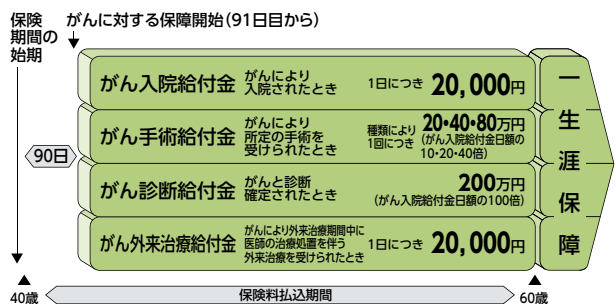 保険
期間の
始期
がんに対する保障開始(91日目から)
90日
がん入院給付金
がんにより
入院されたとき
1日につき 20,000円
がん手術給付金
がんにより
所定の手術を
受けられたとき
種類により
1回につき
20•40•80万円
(がん入院給付金日額の
10・20・40倍)
がん診断給付金
がんと診断
確定されたとき
200万円
(がん入院給付金日額の100倍)
がん外来治療給付金
がんにより外来治療期間中に
医師の治療処置を伴う
外来治療を受けられたとき
1日につき 20,000円
一生涯保障
40歳
保険料払込期間
60歳